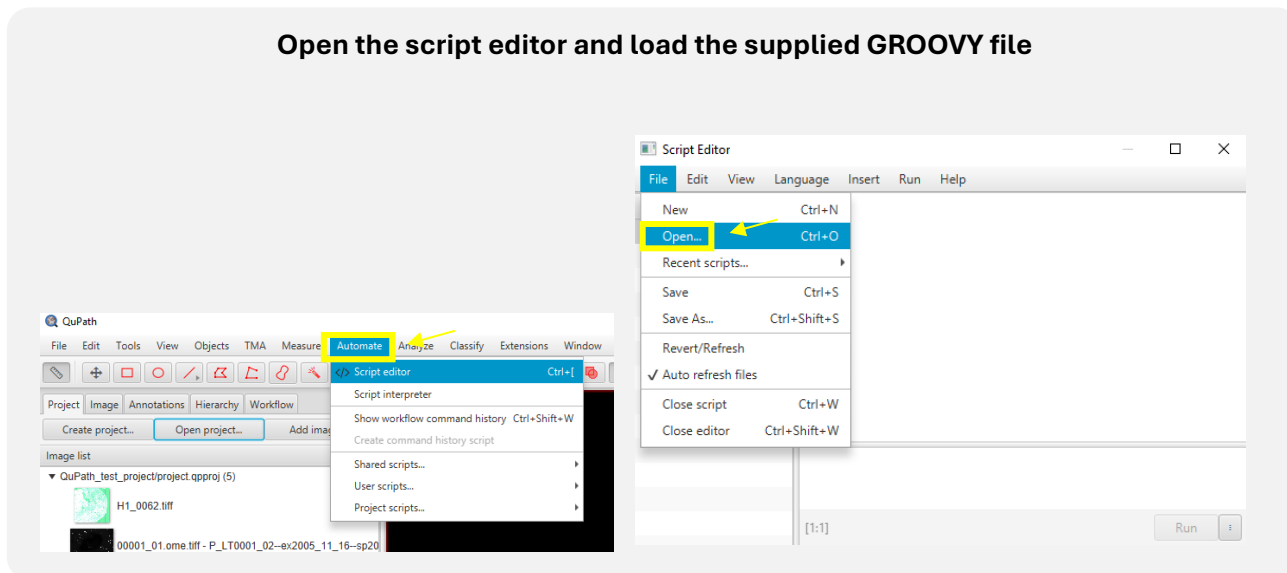 Open the script editor and load the supplied GROOVY file
QuPath
File Edit Tools View Objects TMA Measure Automate Analyze Classify Extensions Window
</> Script editor Ctrl+[
Script interpreter
Show workflow command history Ctrl+Shift+W
Create command history script
Shared scripts...
User scripts...
Project scripts...
Project Image Annotations Hierarchy Workflow
Create project... Open project... Add imag
Image list
QuPath_test_project/project.qpproj (5)
H1_0062.tiff
00001_01.ome.tiff - P_LT0001_02--ex2005_11_16--sp20
Script Editor
File Edit View Language Insert Run Help
New Ctrl+N
Open... Ctrl+O
Recent scripts...
Save Ctrl+S
Save As... Ctrl+Shift+S
Revert/Refresh
✓ Auto refresh files
Close script Ctrl+W
Close editor Ctrl+Shift+W
[1:1] Run